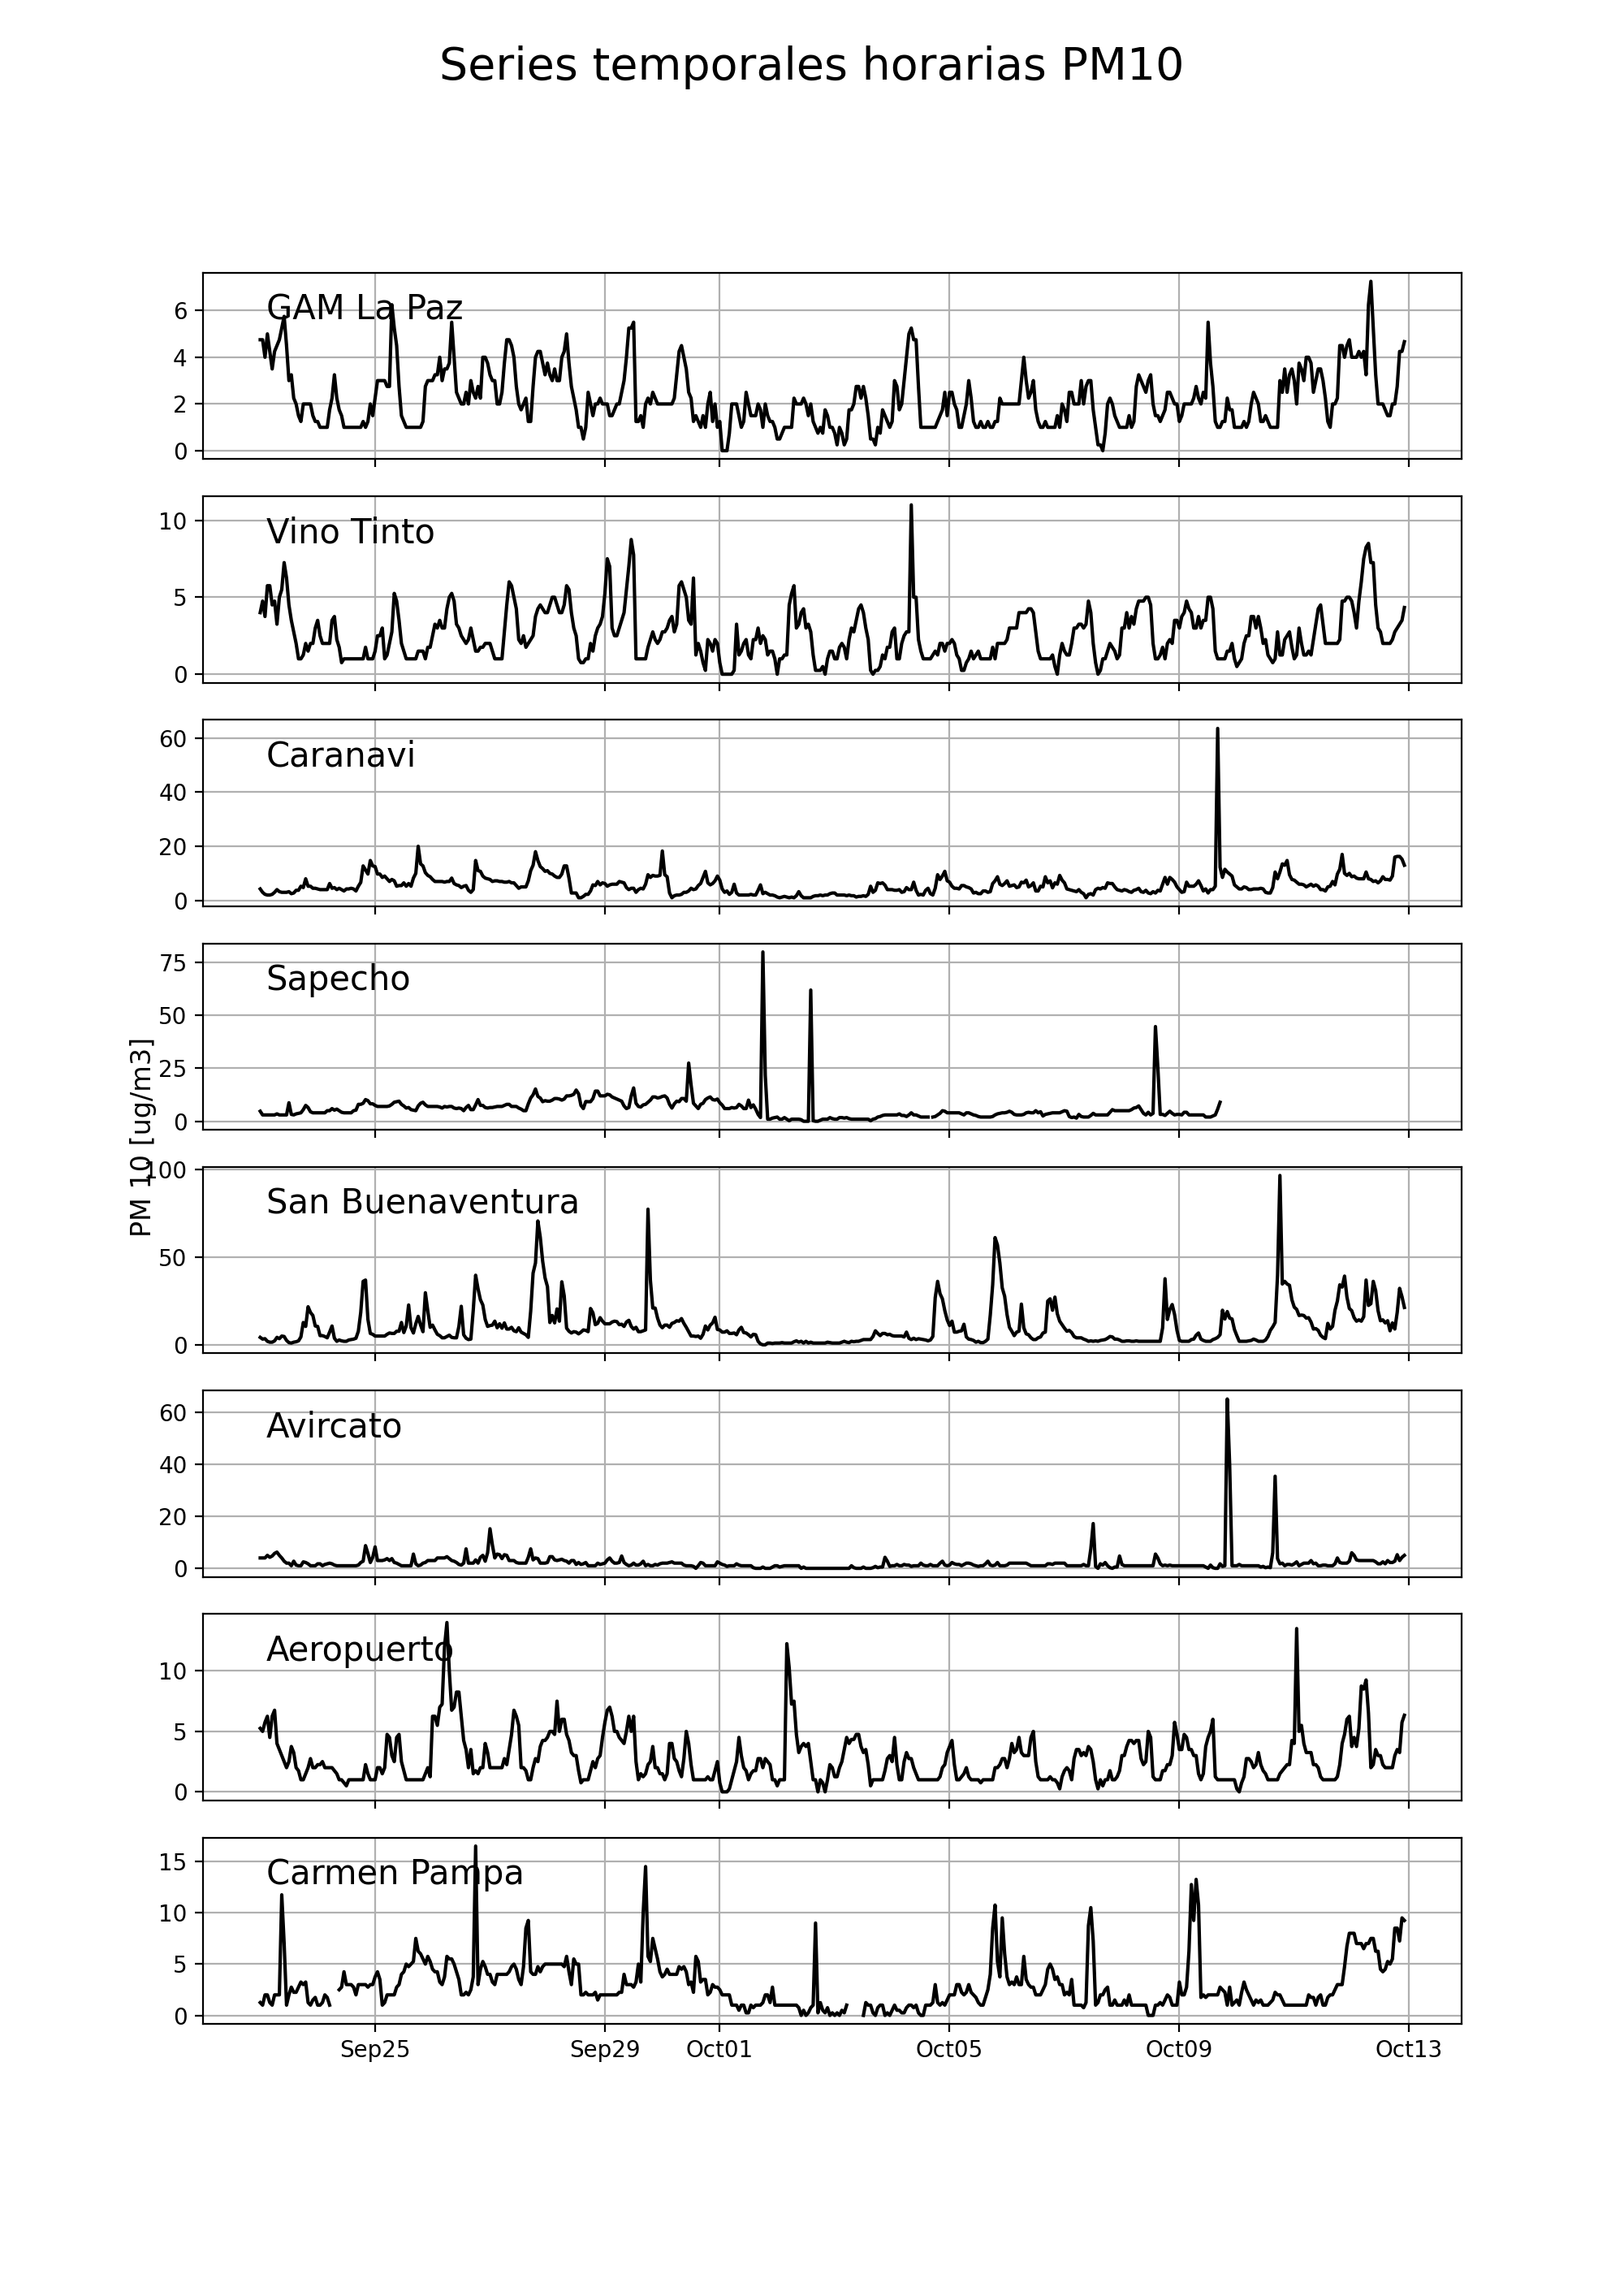 Series temporales horarias PM10
GAM La Paz
6
4
2
0
Vino Tinto
10
5
0
Caranavi
60
40
20
0
Sapecho
75
50
25
0
PM 10 [ug/m3]
San Buenaventura
100
50
0
Avircato
60
40
20
0
Aeropuerto
10
5
0
Carmen Pampa
15
10
5
0
Sep25 Sep29 Oct01 Oct05 Oct09 Oct13